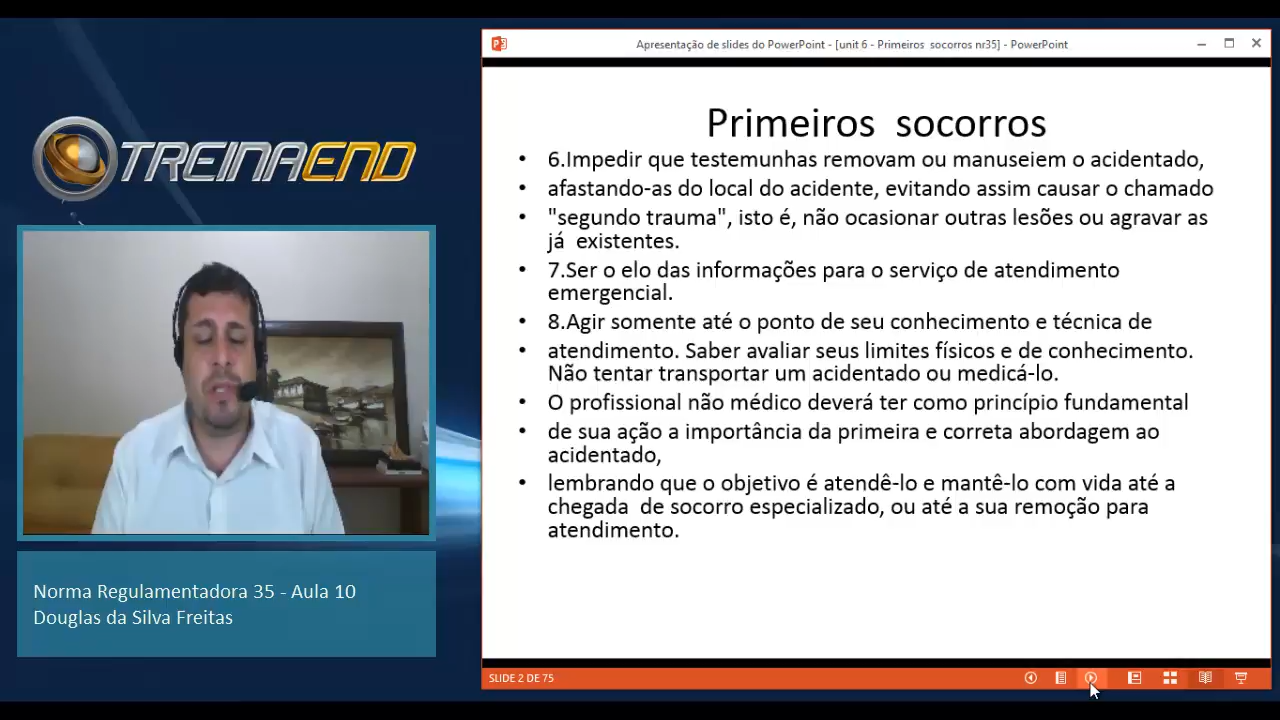 TREINAEND
Norma Regulamentadora 35 - Aula 10
Douglas da Silva Freitas
Apresentação de slides do PowerPoint - [unit 6 - Primeiros  socorros nr35] - PowerPoint
Primeiros  socorros
• 6.Impedir que testemunhas removam ou manuseiem o acidentado,
• afastando-as do local do acidente, evitando assim causar o chamado
• "segundo trauma", isto é, não ocasionar outras lesões ou agravar as
já  existentes.
• 7.Ser o elo das informações para o serviço de atendimento
emergencial.
• 8.Agir somente até o ponto de seu conhecimento e técnica de
• atendimento. Saber avaliar seus limites físicos e de conhecimento.
Não tentar transportar um acidentado ou medicá-lo.
• O profissional não médico deverá ter como princípio fundamental
• de sua ação a importância da primeira e correta abordagem ao
acidentado,
• lembrando que o objetivo é atendê-lo e mantê-lo com vida até a
chegada  de socorro especializado, ou até a sua remoção para
atendimento.
SLIDE 2 DE 75